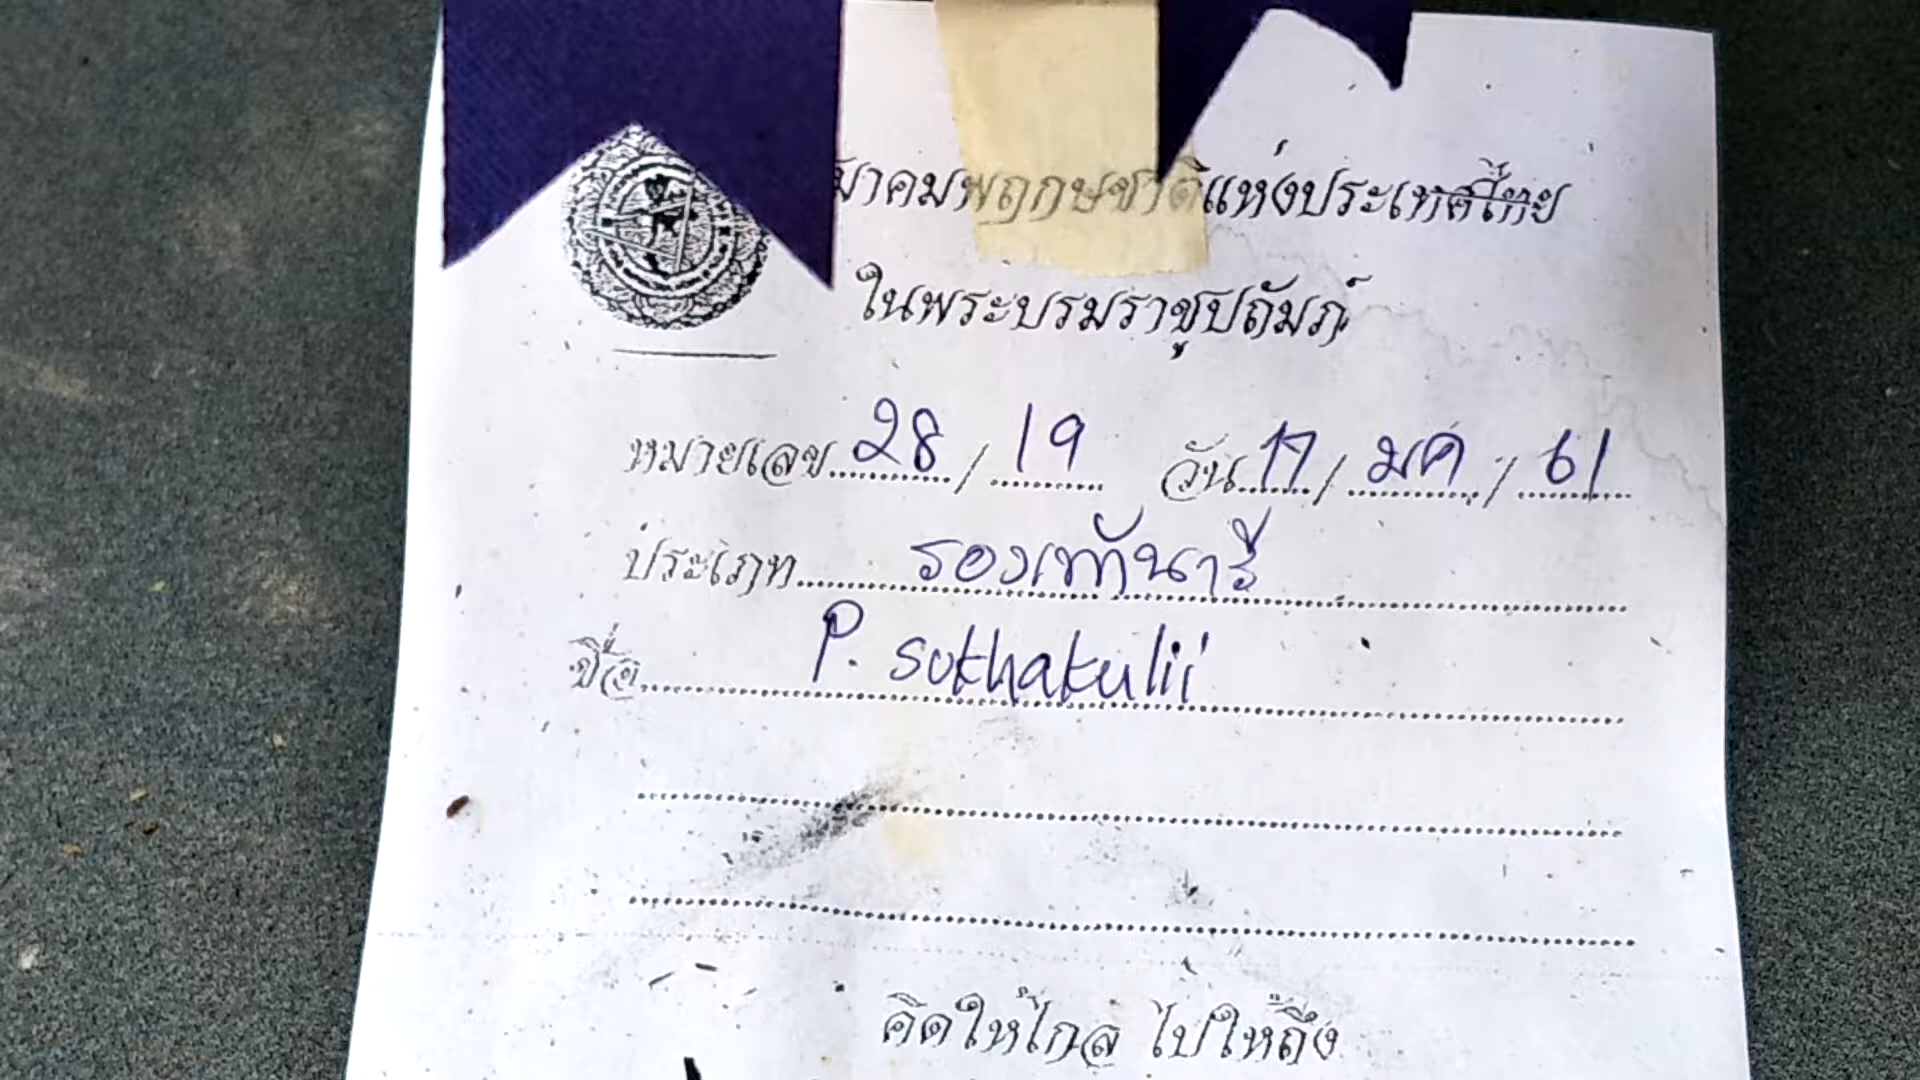 มาคมพฤกษชาติแห่งประเทศไทย
ในพระบรมราชูปถัมภ์
หมายเลข 28 / 19 วัน 17 / มค / 61
ประเภท รองเท้านารี
ชื่อ P. sukhakulii
คิดให้ไกล ไปให้ถึง